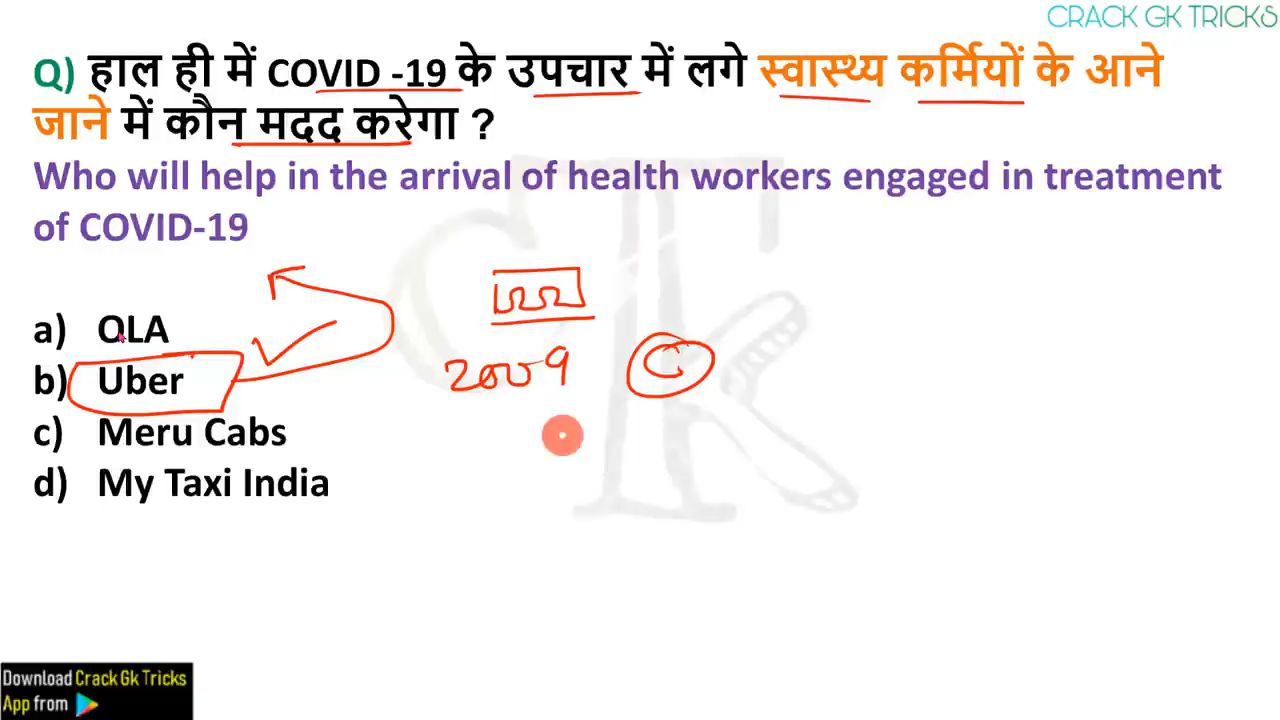 CRACK GK TRICKS
Q) हाल ही में COVID -19 के उपचार में लगे स्वास्थ्य कर्मियों के आने
जाने में कौन मदद करेगा ?
Who will help in the arrival of health workers engaged in treatment
of COVID-19
a) OLA
b) Uber
c) Meru Cabs
d) My Taxi India
2009
Download Crack Gk Tricks
App from